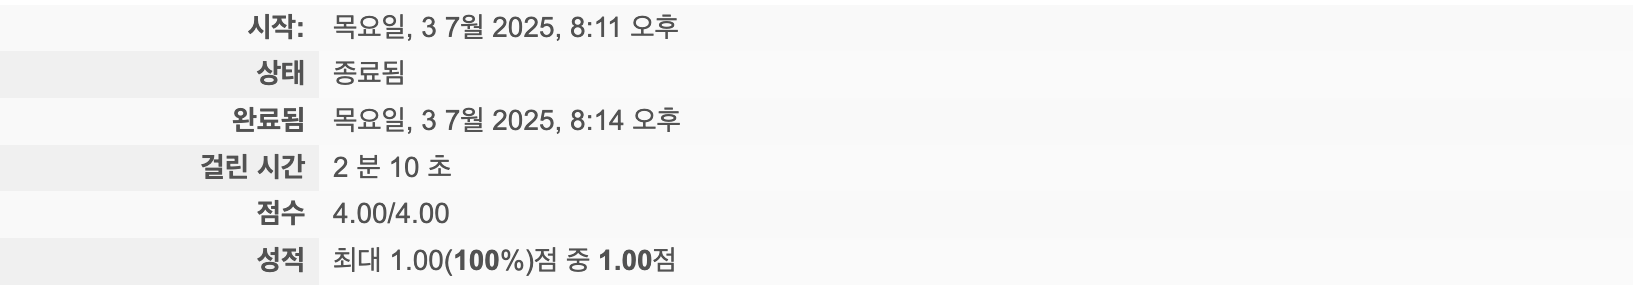 시작: 목요일, 3 7월 2025, 8:11 오후
상태 종료됨
완료됨 목요일, 3 7월 2025, 8:14 오후
걸린 시간 2 분 10 초
점수 4.00/4.00
성적 최대 1.00(100%)점 중 1.00점